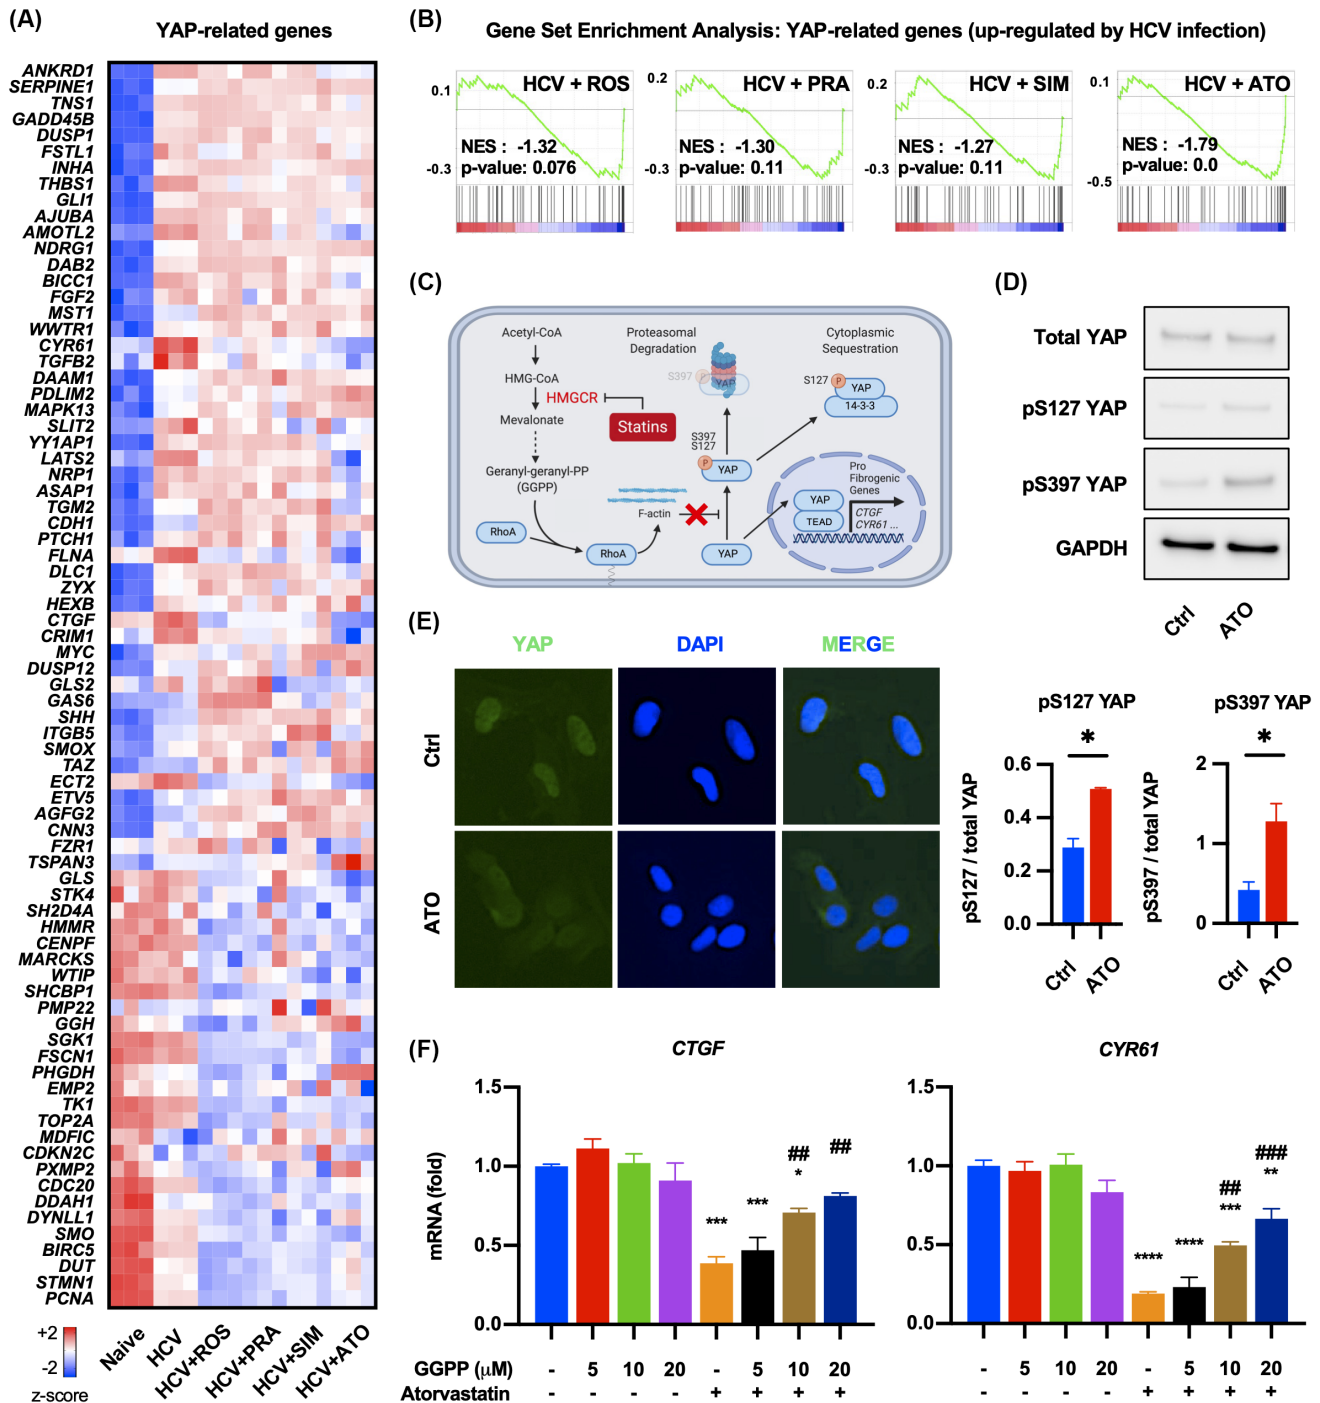 (A)
YAP-related genes
ANKRD1
SERPINE1
TNS1
GADD45B
DUSP1
FSTL1
INHA
THBS1
GLI1
AJUBA
AMOTL2
NDRG1
DAB2
BICC1
FGF2
MST1
WWTR1
CYR61
TGFB2
DAAM1
PDLIM2
MAPK13
SLIT2
YY1AP1
LATS2
NRP1
ASAP1
TGM2
CDH1
PTCH1
FLNA
DLC1
ZYX
HEXB
CTGF
CRIM1
MYC
DUSP12
GLS2
GAS6
SHH
ITGB5
SMOX
TAZ
ECT2
ETV5
AGFG2
CNN3
FZR1
TSPAN3
GLS
STK4
SH2D4A
HMMR
CENPF
MARCKS
WTIP
SHCBP1
PMP22
GGH
SGK1
FSCN1
PHGDH
EMP2
TK1
TOP2A
MDFIC
CDKN2C
PXMP2
CDC20
DDAH1
DYNLL1
SMO
BIRC5
DUT
STMN1
PCNA
+2
-2
z-score
Naive
HCV
HCV+ROS
HCV+PRA
HCV+SIM
HCV+ATO
(B)
Gene Set Enrichment Analysis: YAP-related genes (up-regulated by HCV infection)
HCV + ROS
0.1
NES : -1.32
p-value: 0.076
-0.3
HCV + PRA
0.2
NES : -1.30
p-value: 0.11
-0.3
HCV + SIM
0.2
NES : -1.27
p-value: 0.11
-0.3
HCV + ATO
0.1
NES : -1.79
p-value: 0.0
-0.5
(C)
Acetyl-CoA
HMG-CoA
HMGCR
Statins
Mevalonate
Geranyl-geranyl-PP
(GGPP)
RhoA
RhoA
F-actin
Proteasomal
Degradation
S397
P
YAP
S397
S127
P
YAP
YAP
Cytoplasmic
Sequestration
S127
P
YAP
14-3-3
Pro
Fibrogenic
Genes
YAP
TEAD
CTGF
CYR61 ...
(D)
Total YAP
pS127 YAP
pS397 YAP
GAPDH
Ctrl
ATO
pS127 YAP
*
0.6
0.4
0.2
0.0
pS127 / total YAP
Ctrl
ATO
pS397 YAP
*
2
1
0
pS397 / total YAP
Ctrl
ATO
(E)
YAP
DAPI
MERGE
Ctrl
ATO
(F)
CTGF
1.5
1.0
0.5
0.0
mRNA (fold)
***
***
##
*
##
GGPP (μM)
- 5 10 20 - 5 10 20
Atorvastatin
- - - - + + + +
CYR61
1.5
1.0
0.5
0.0
****
****
##
***
###
**
- 5 10 20 - 5 10 20
- - - - + + + +